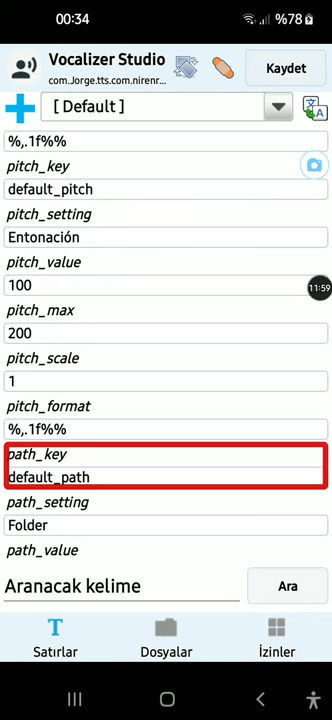 00:34
%78
Vocalizer Studio
com.Jorge.tts.com.nirenr...
Kaydet
[ Default ]
%,.1f%%
pitch_key
default_pitch
pitch_setting
Entonación
pitch_value
100
11:59
pitch_max
200
pitch_scale
1
pitch_format
%,.1f%%
path_key
default_path
path_setting
Folder
path_value
Aranacak kelime
Ara
T
Satırlar
Dosyalar
İzinler